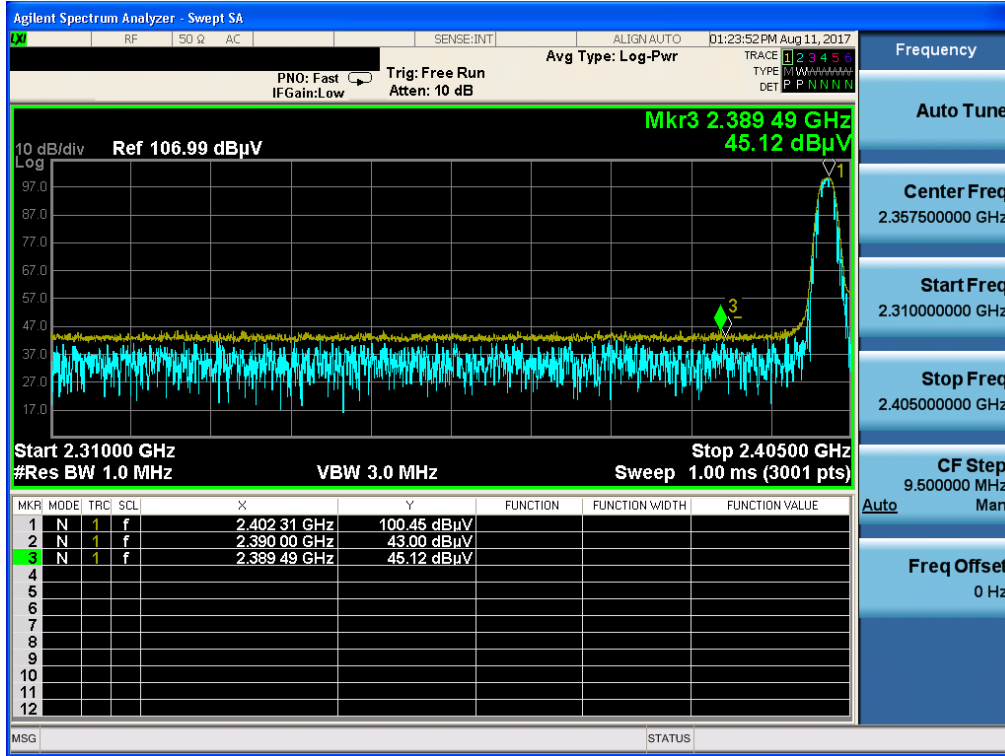 Agilent Spectrum Analyzer - Swept SA
LXI RF 50 Ω AC SENSE:INT ALIGN AUTO 01:23:52 PM Aug 11, 2017
Frequency
PNO: Fast Trig: Free Run Avg Type: Log-Pwr TRACE 1 2 3 4 5 6
IFGain:Low Atten: 10 dB TYPE M WWWWWW
DET P P N N N N
Auto Tune
Mkr3 2.389 49 GHz
45.12 dBµV
10 dB/div Ref 106.99 dBµV
Log
1
97.0
87.0
77.0
67.0
57.0
47.0
37.0
27.0
17.0
3
Center Freq
2.357500000 GHz
Start Freq
2.310000000 GHz
Stop Freq
2.405000000 GHz
Start 2.31000 GHz Stop 2.40500 GHz
#Res BW 1.0 MHz VBW 3.0 MHz Sweep 1.00 ms (3001 pts)
CF Step
9.500000 MHz
Auto Man
MKR MODE TRC SCL X Y FUNCTION FUNCTION WIDTH FUNCTION VALUE
1 N 1 f 2.402 31 GHz 100.45 dBµV
2 N 1 f 2.390 00 GHz 43.00 dBµV
3 N 1 f 2.389 49 GHz 45.12 dBµV
4
5
6
7
8
9
10
11
12
Freq Offset
0 Hz
MSG STATUS